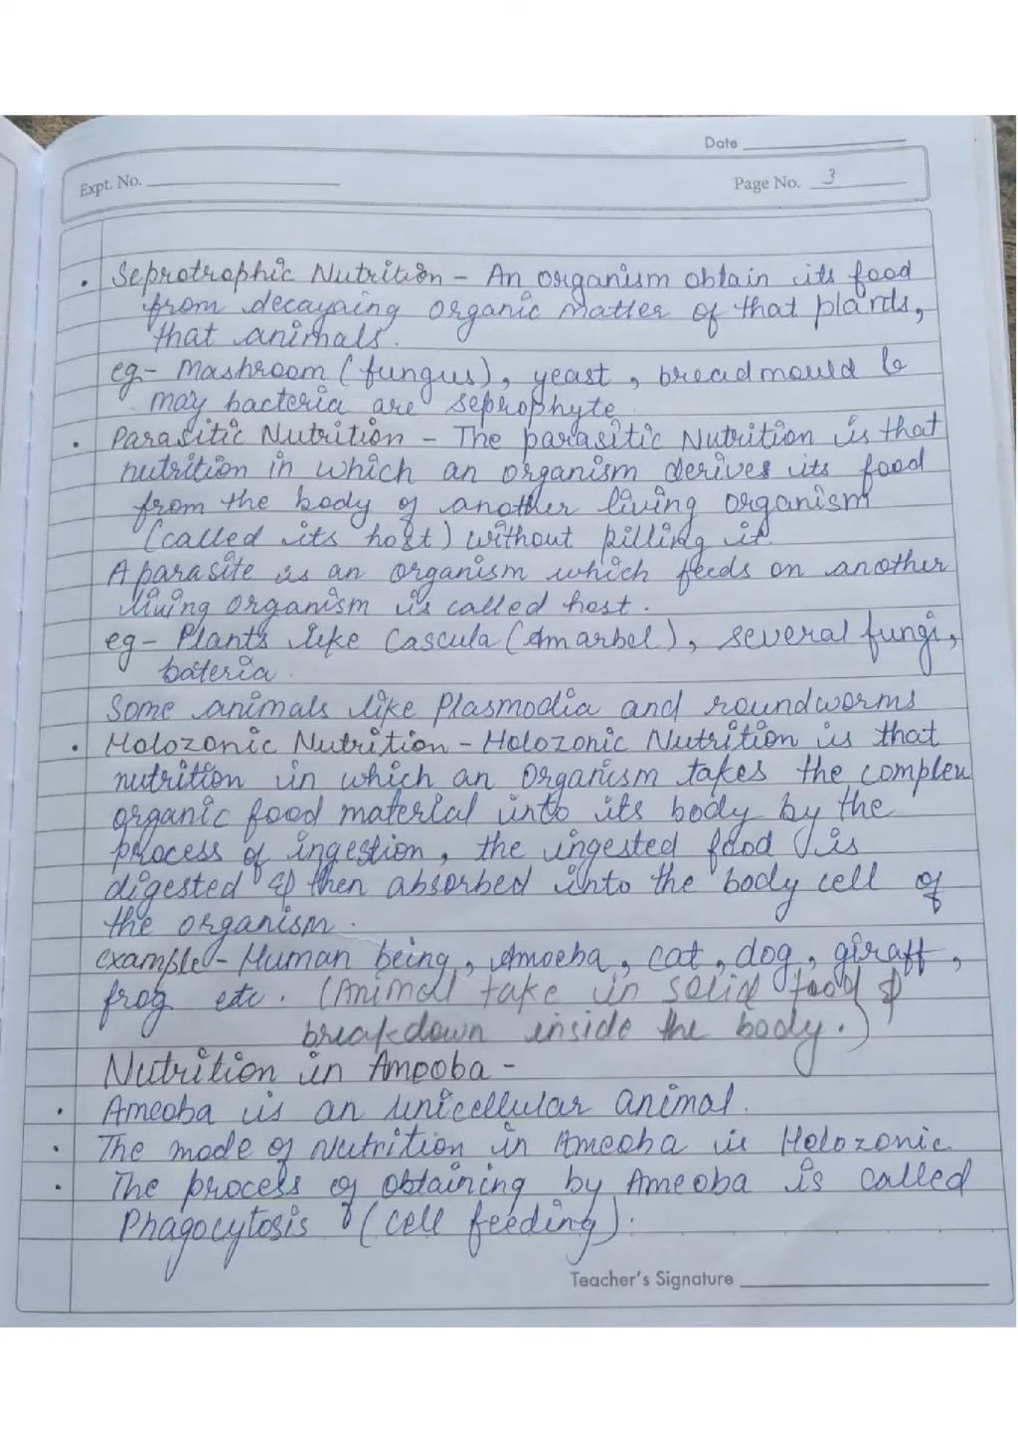 Date
Expt. No.
Page No. 3
• Seprotrophic Nutrition - An organism obtain its food
from decayaing organic matter of that plants,
that animals.
eg- Mashroom (fungus), yeast, bread mould &
may bacteria are seprophyte.
• Parasitic Nutrition - The parasitic Nutrition is that
nutrition in which an organism derives its food
from the body of another living organism
(called its host) without killing it.
A parasite is an organism which feeds on another
living organism is called host.
eg- Plants like Cascula (Amarbel), several fungi,
bateria.
Some animals like Plasmodia and roundworms
• Holozonic Nutrition - Holozonic Nutrition is that
nutrition in which an Organism takes the complex
organic food material into its body by the
process of ingestion, the ingested food is
digested & then absorbed into the body cell of
the organism.
example - Human being, Amoeba, cat, dog, giraff,
frog etc. (Animal take in solid food &
breakdown inside the body.)
Nutrition in Amooba -
• Ameoba is an unicellular animal.
• The mode of Nutrition in Ameoba is Holozonic
• The process of obtaining by Ameoba is called
Phagocytosis (cell feeding).
Teacher's Signature